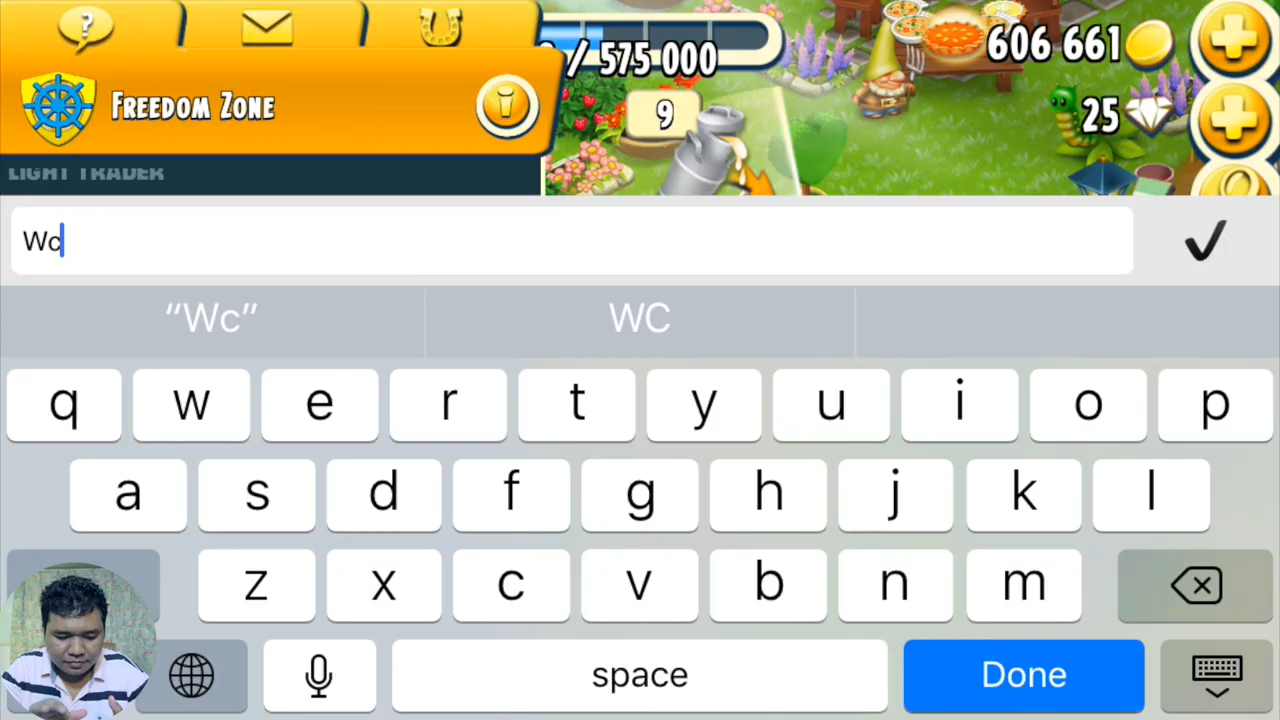 / 575 000
606 661
FREEDOM ZONE
9
25
LIGHT TRADER
Wc
“Wc”
WC
q w e r t y u i o p
a s d f g h j k l
z x c v b n m
space
Done